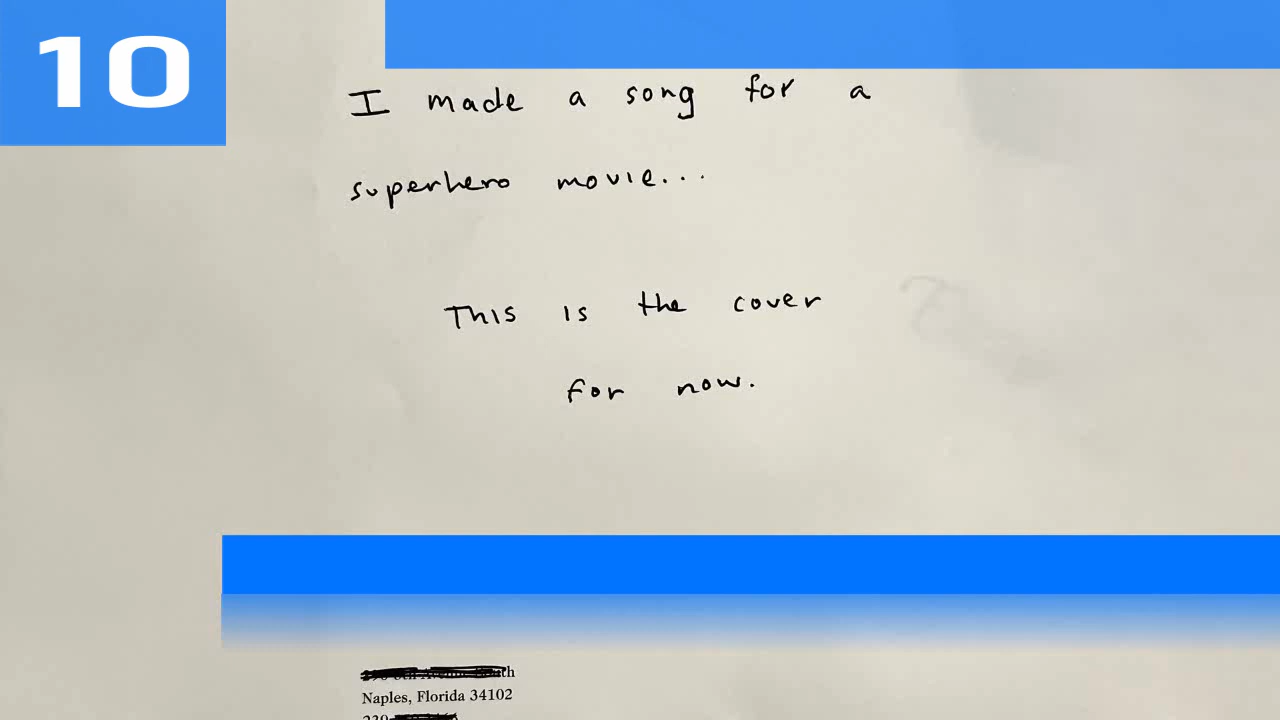 10
I made a song for a
superhero movie...
This is the cover
for now.
Naples, Florida 34102